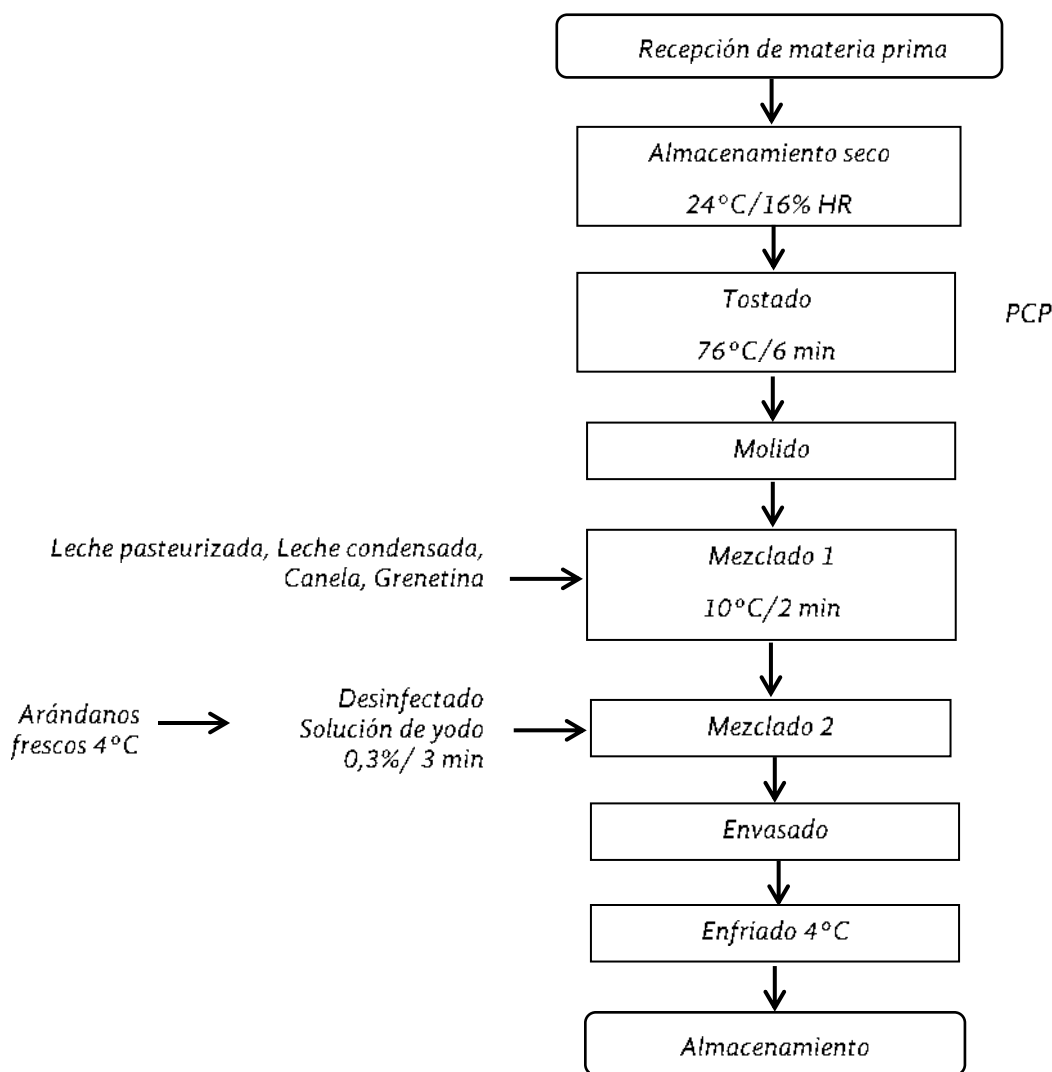 Recepción de materia prima
Almacenamiento seco
24°C/16% HR
Tostado
76°C/6 min
PCP
Molido
Leche pasteurizada, Leche condensada,
Canela, Grenetina
Mezclado 1
10°C/2 min
Arándanos
frescos 4°C
Desinfectado
Solución de yodo
0,3%/ 3 min
Mezclado 2
Envasado
Enfriado 4°C
Almacenamiento